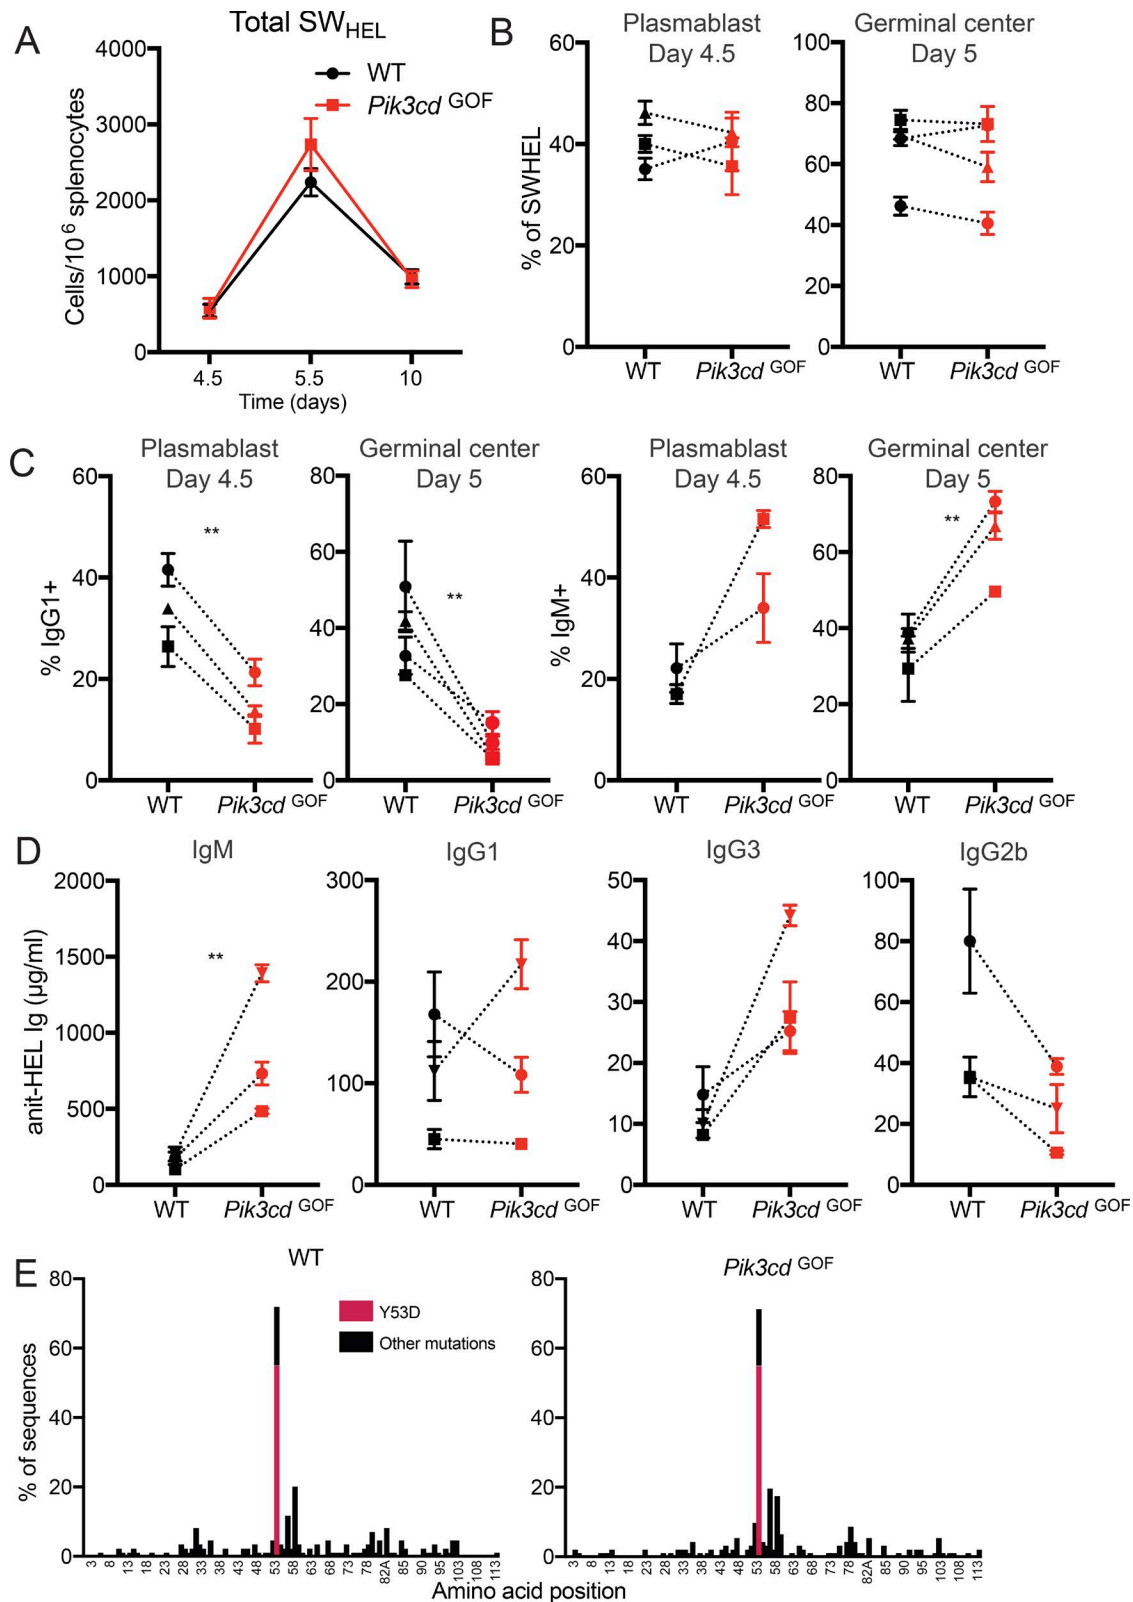 A
Total SWHEL
WT
Pik3cd GOF
Cells/10^6 splenocytes
4000
3000
2000
1000
0
4.5 5.5 10
Time (days)
B
Plasmablast
Day 4.5
Germinal center
Day 5
% of SWHEL
60
40
20
0
WT Pik3cd GOF
100
80
60
40
20
0
WT Pik3cd GOF
C
Plasmablast
Day 4.5
% IgG1+
60
40
20
0
**
WT Pik3cd GOF
Germinal center
Day 5
80
60
40
20
0
**
WT Pik3cd GOF
Plasmablast
Day 4.5
% IgM+
60
40
20
0
WT Pik3cd GOF
Germinal center
Day 5
80
60
40
20
0
**
WT Pik3cd GOF
D
IgM
anit-HEL Ig (µg/ml)
2000
1500
1000
500
0
**
WT Pik3cd GOF
IgG1
300
200
100
0
WT Pik3cd GOF
IgG3
50
40
30
20
10
0
WT Pik3cd GOF
IgG2b
100
80
60
40
20
0
WT Pik3cd GOF
E
WT
% of sequences
80
60
40
20
0
Y53D
Other mutations
3 8 13 18 23 28 33 38 43 48 53 58 63 68 73 78 82A 85 90 95 103 108 113
Pik3cd GOF
80
60
40
20
0
3 8 13 18 23 28 33 38 43 48 53 58 63 68 73 78 82A 85 90 95 103 108 113
Amino acid position